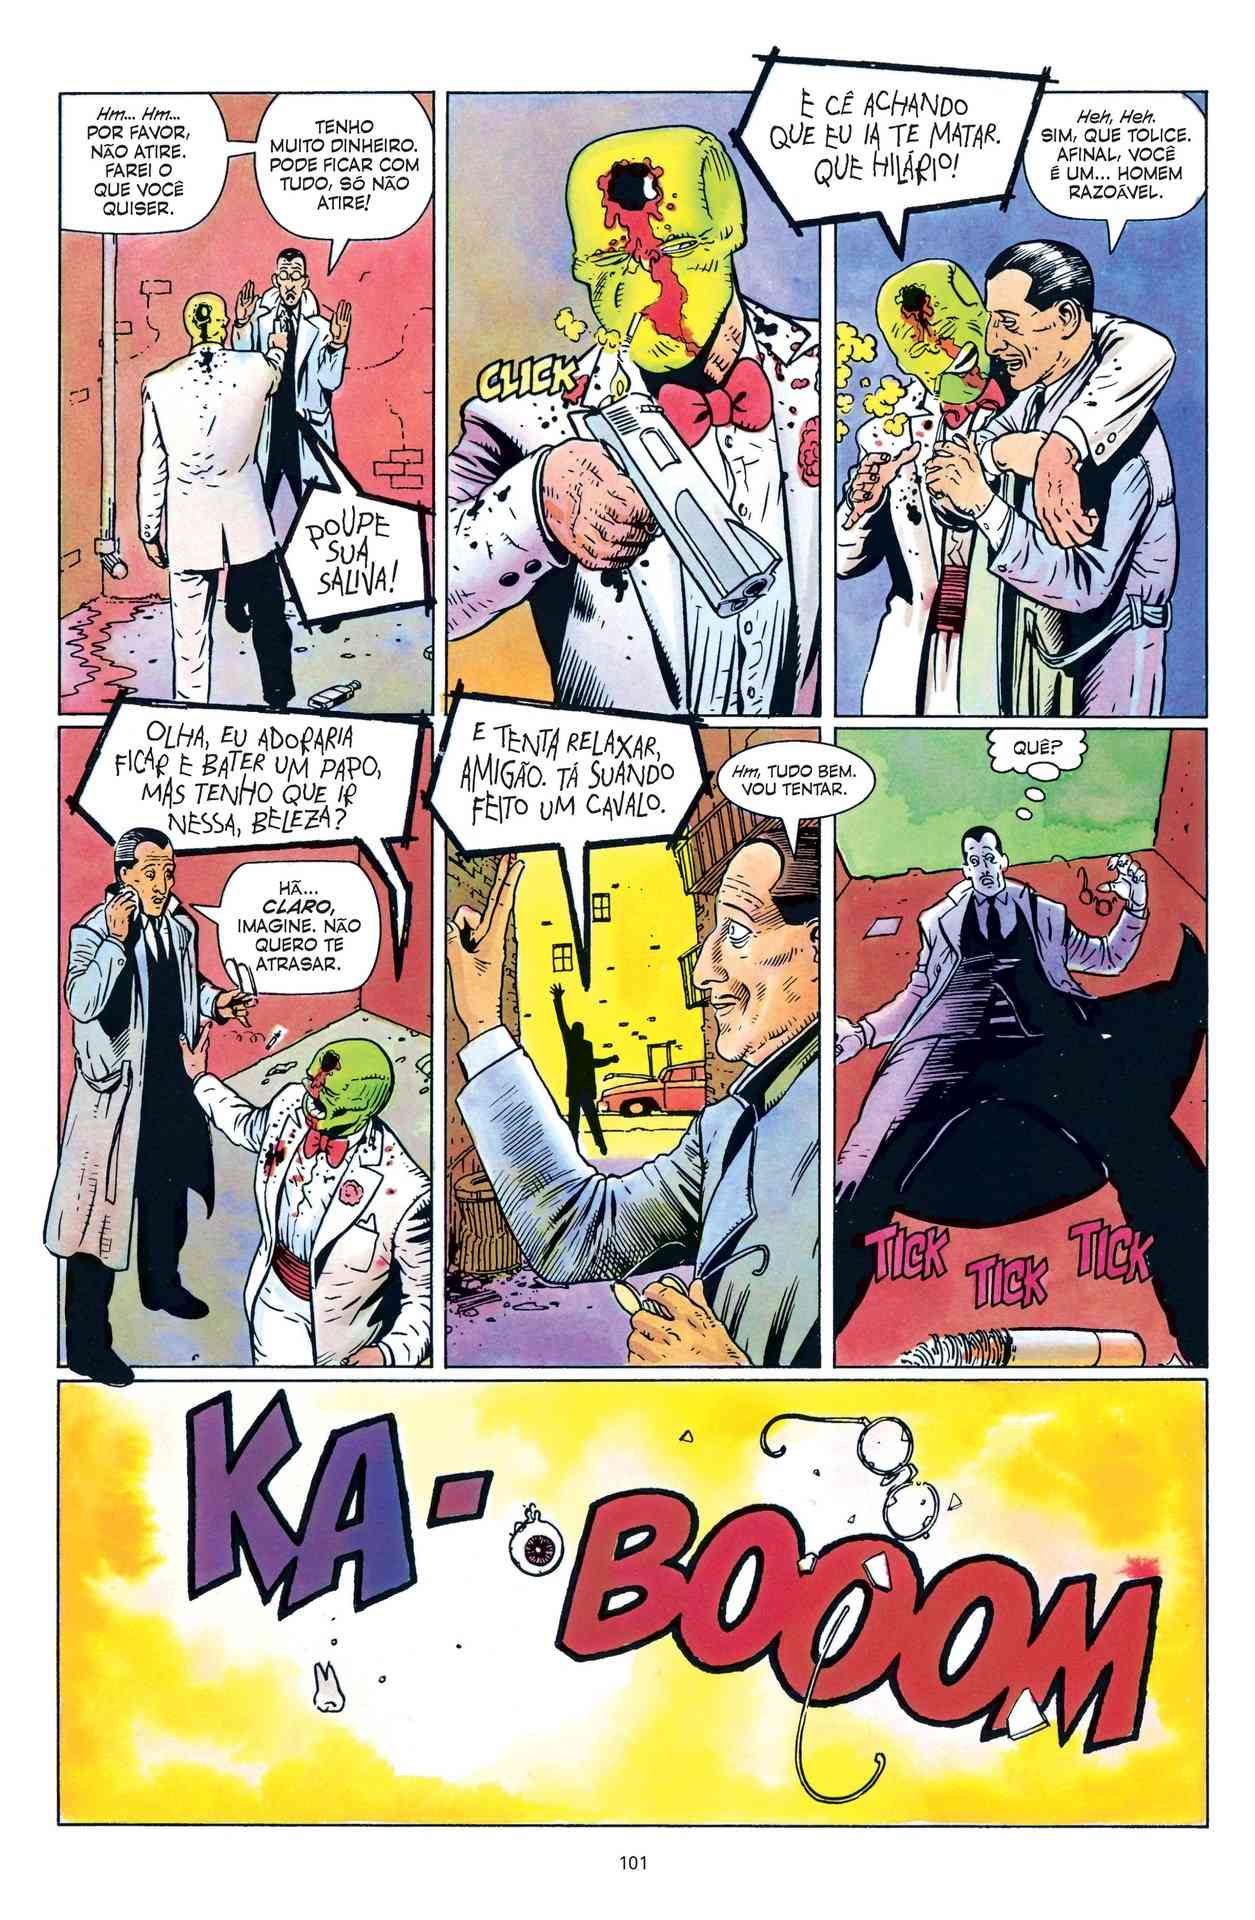 Hm... Hm...
POR FAVOR,
NÃO ATIRE.
FAREI O
QUE VOCÊ
QUISER.
TENHO
MUITO DINHEIRO.
PODE FICAR COM
TUDO, SÓ NÃO
ATIRE!
POUPE
SUA
SALIVA!
CLICK
E CÊ ACHANDO
QUE EU IA TE MATAR.
QUE HILÁRIO!
Heh, Heh.
SIM, QUE TOLICE.
AFINAL, VOCÊ
É UM... HOMEM
RAZOÁVEL.
OLHA, EU ADORARIA
FICAR E BATER UM PAPO,
MAS TENHO QUE IR
NESSA, BELEZA?
HÃ...
CLARO,
IMAGINE. NÃO
QUERO TE
ATRASAR.
E TENTA RELAXAR,
AMIGÃO. TÁ SUANDO
FEITO UM CAVALO.
Hm, TUDO BEM.
VOU TENTAR.
QUÊ?
TICK
TICK
TICK
KA-
BOOOM
101